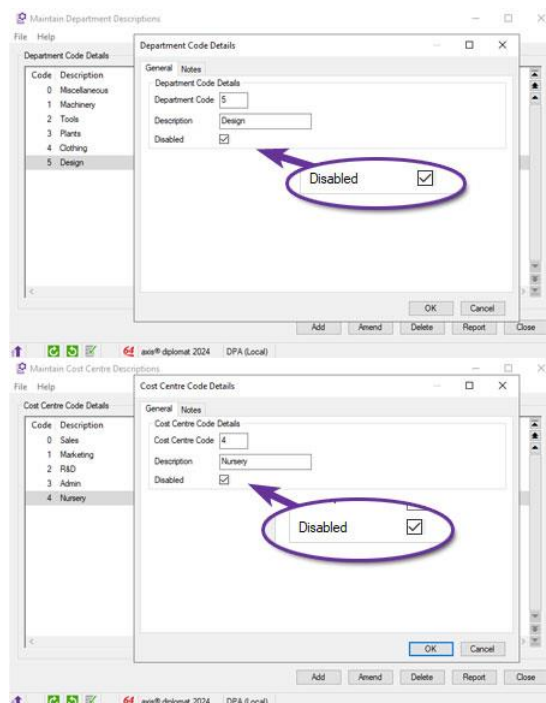 Maintain Department Descriptions
File Help
Department Code Details
Code Description
0 Miscellaneous
1 Machinery
2 Tools
3 Plants
4 Clothing
5 Design
Department Code Details
General Notes
Department Code Details
Department Code 5
Description Design
Disabled
Disabled
OK Cancel
Add Amend Delete Report Close
64 axis® diplomat 2024 DPA (Local)
Maintain Cost Centre Descriptions
File Help
Cost Centre Code Details
Code Description
0 Sales
1 Marketing
2 R&D
3 Admin
4 Nursery
Cost Centre Code Details
General Notes
Cost Centre Code Details
Cost Centre Code 4
Description Nursery
Disabled
Disabled
OK Cancel
Add Amend Delete Report Close
64 axis® diplomat 2024 DPA (Local)